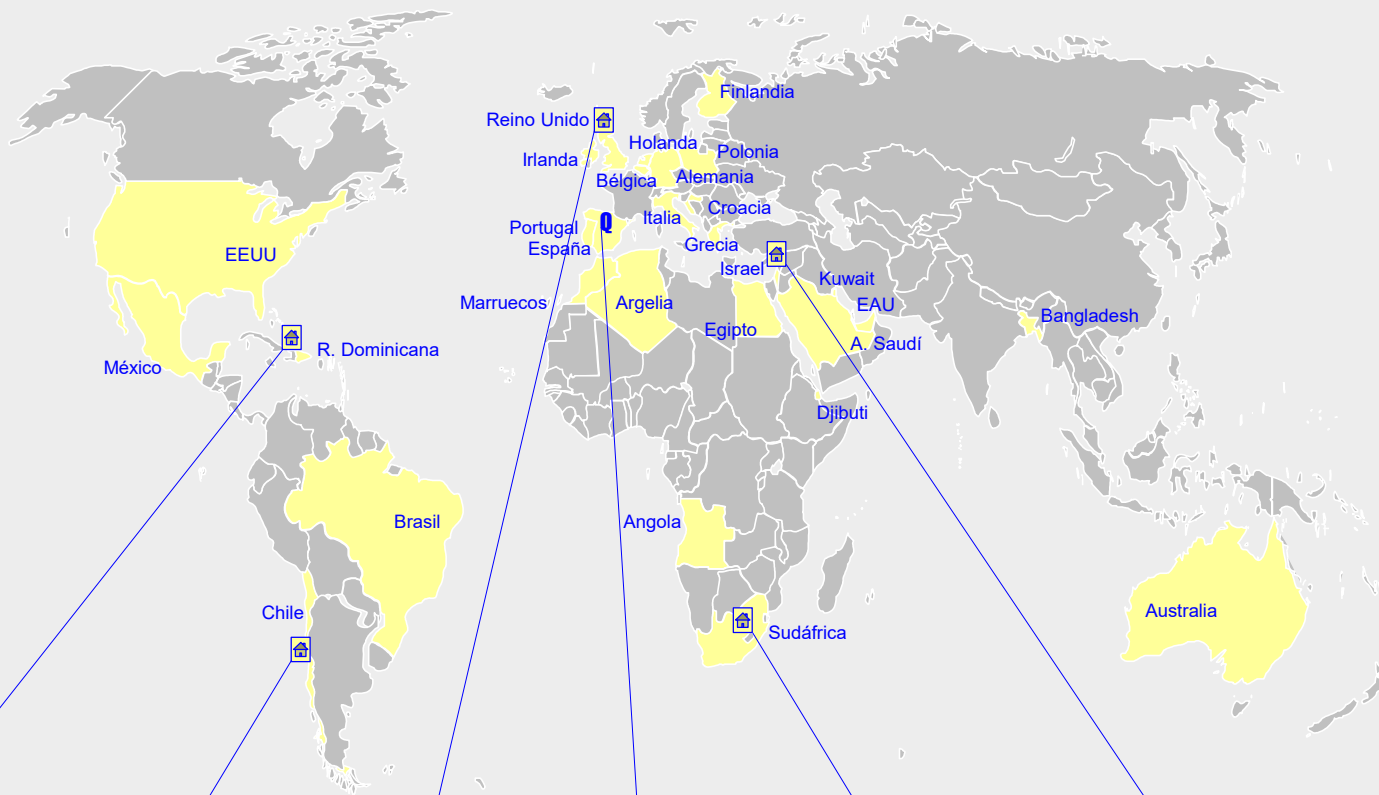 Finlandia
Reino Unido
Holanda
Polonia
Irlanda
Alemania
Bélgica
Croacia
Italia
Q
Portugal
España
Grecia
EEUU
Israel
Kuwait
Marruecos
Argelia
EAU
Bangladesh
Egipto
A. Saudí
R. Dominicana
México
Djibuti
Brasil
Angola
Chile
Australia
Sudáfrica